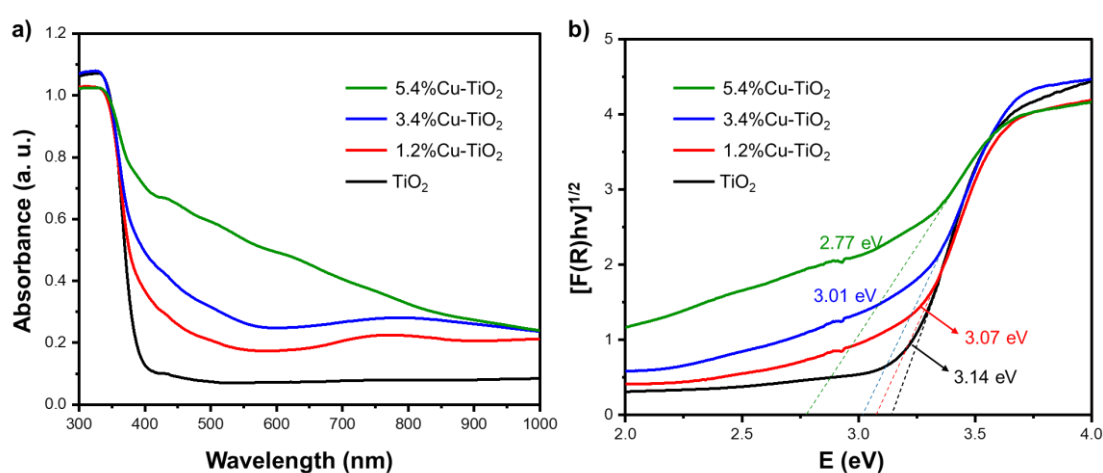 a)
1.2
1.0
0.8
0.6
0.4
0.2
0.0
Absorbance (a. u.)
5.4%Cu-TiO₂
3.4%Cu-TiO₂
1.2%Cu-TiO₂
TiO₂
300 400 500 600 700 800 900 1000
Wavelength (nm)
b)
5
4
3
2
1
0
[F(R)hv]¹/²
5.4%Cu-TiO₂
3.4%Cu-TiO₂
1.2%Cu-TiO₂
TiO₂
2.77 eV
3.01 eV
3.07 eV
3.14 eV
2.0 2.5 3.0 3.5 4.0
E (eV)